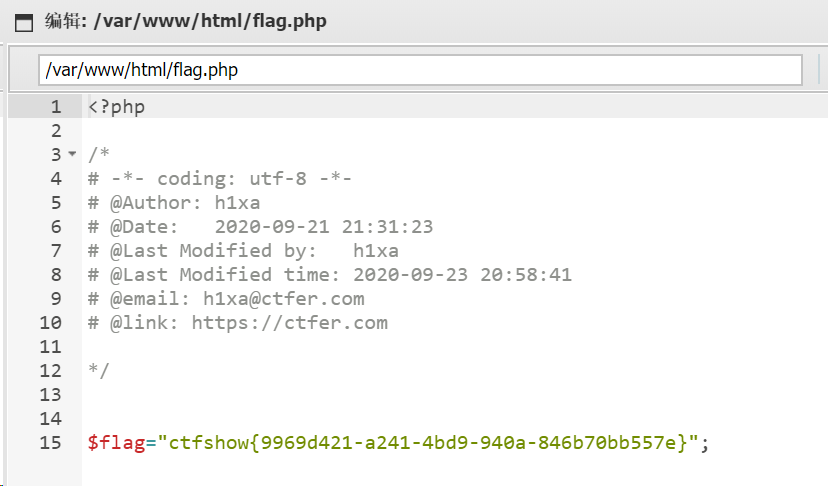 编辑: /var/www/html/flag.php
/var/www/html/flag.php
1 <?php
2
3 /*
4 # -*- coding: utf-8 -*-
5 # @Author: h1xa
6 # @Date:   2020-09-21 21:31:23
7 # @Last Modified by:   h1xa
8 # @Last Modified time: 2020-09-23 20:58:41
9 # @email: h1xa@ctfer.com
10 # @link: https://ctfer.com
11
12 */
13
14
15 $flag="ctfshow{9969d421-a241-4bd9-940a-846b70bb557e}";